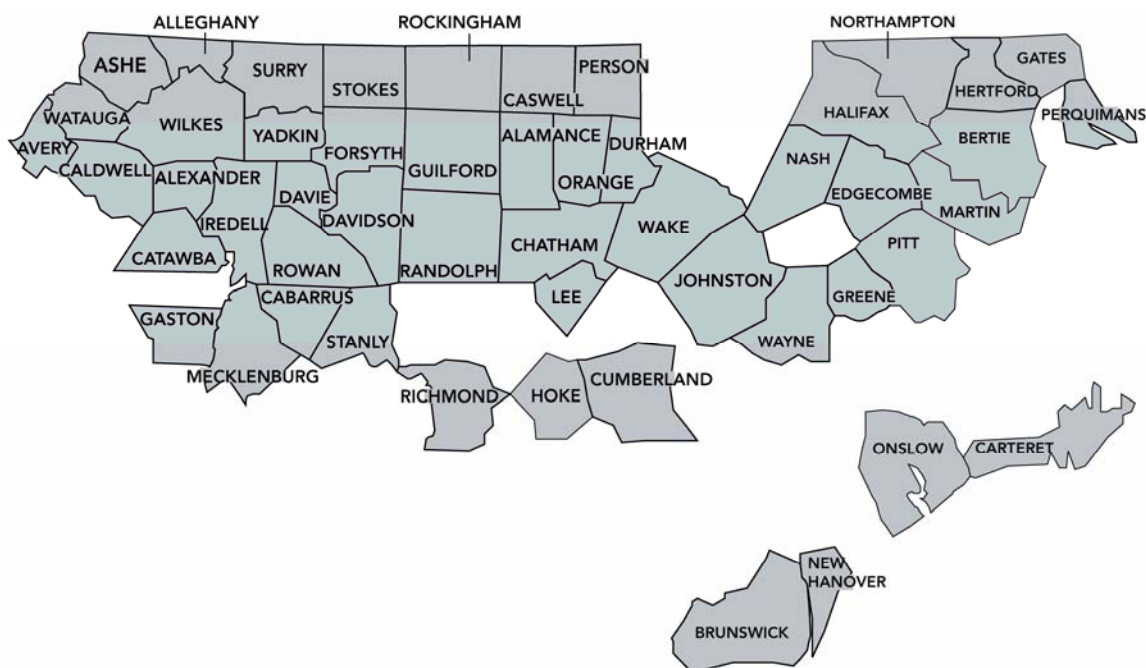 ALLEGHANY
ROCKINGHAM
NORTHAMPTON
ASHE
SURRY
STOKES
CASWELL
PERSON
HALIFAX
HERTFORD
GATES
WATAUGA
WILKES
YADKIN
FORSYTH
GUILFORD
ALAMANCE
ORANGE
DURHAM
NASH
BERTIE
PERQUIMANS
AVERY
CALDWELL
ALEXANDER
IREDELL
DAVIE
DAVIDSON
EDGECOMBE
MARTIN
CATAWBA
ROWAN
RANDOLPH
CHATHAM
WAKE
JOHNSTON
PITT
GASTON
CABARRUS
STANLY
LEE
WAYNE
GREENE
MECKLENBURG
RICHMOND
HOKE
CUMBERLAND
ONSLOW
CARTERET
NEW
HANOVER
BRUNSWICK